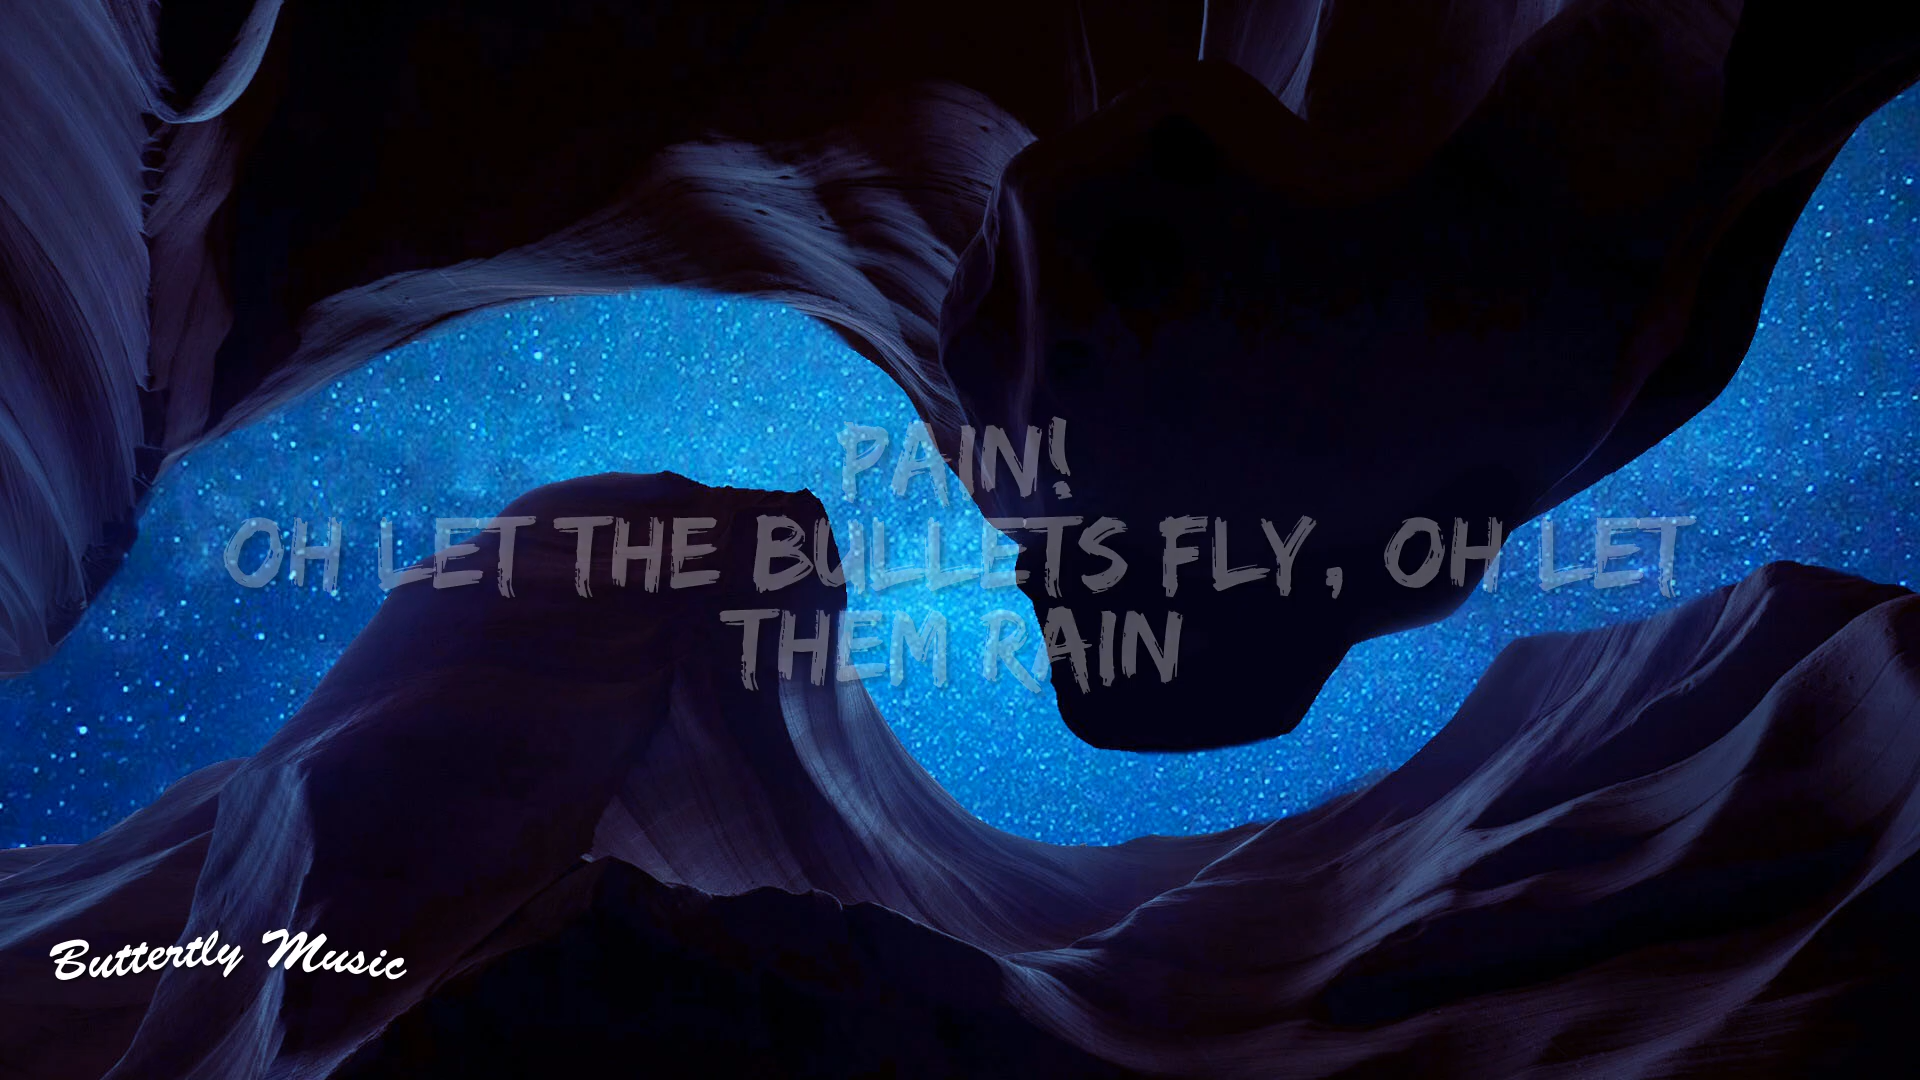 PAIN!
OH LET THE BULLETS FLY, OH LET
THEM RAIN
Buttertly Music